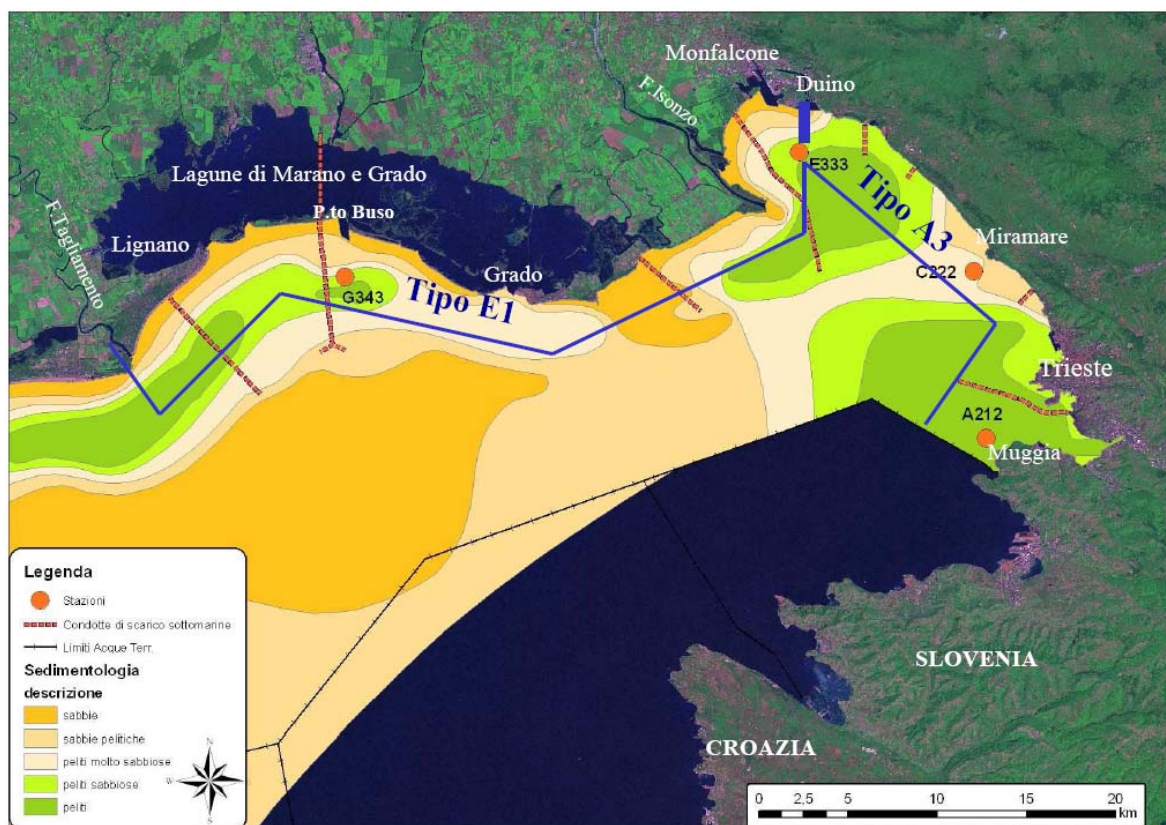 Monfalcone
Duino
F.Isonzo
E333
Lagune di Marano e Grado
Tipo A3
P.to Buso
F.Tagliamento
Lignano
Miramare
C222
Grado
G343
Tipo E1
Trieste
A212
Muggia
SLOVENIA
CROAZIA
Legenda
Stazioni
Condotte di scarico sottomarine
Limiti Acque Terr.
Sedimentologia
descrizione
sabbie
sabbie pelitiche
peliti molto sabbiose
peliti sabbiose
peliti
N
W
E
S
0 2,5 5 10 15 20
km